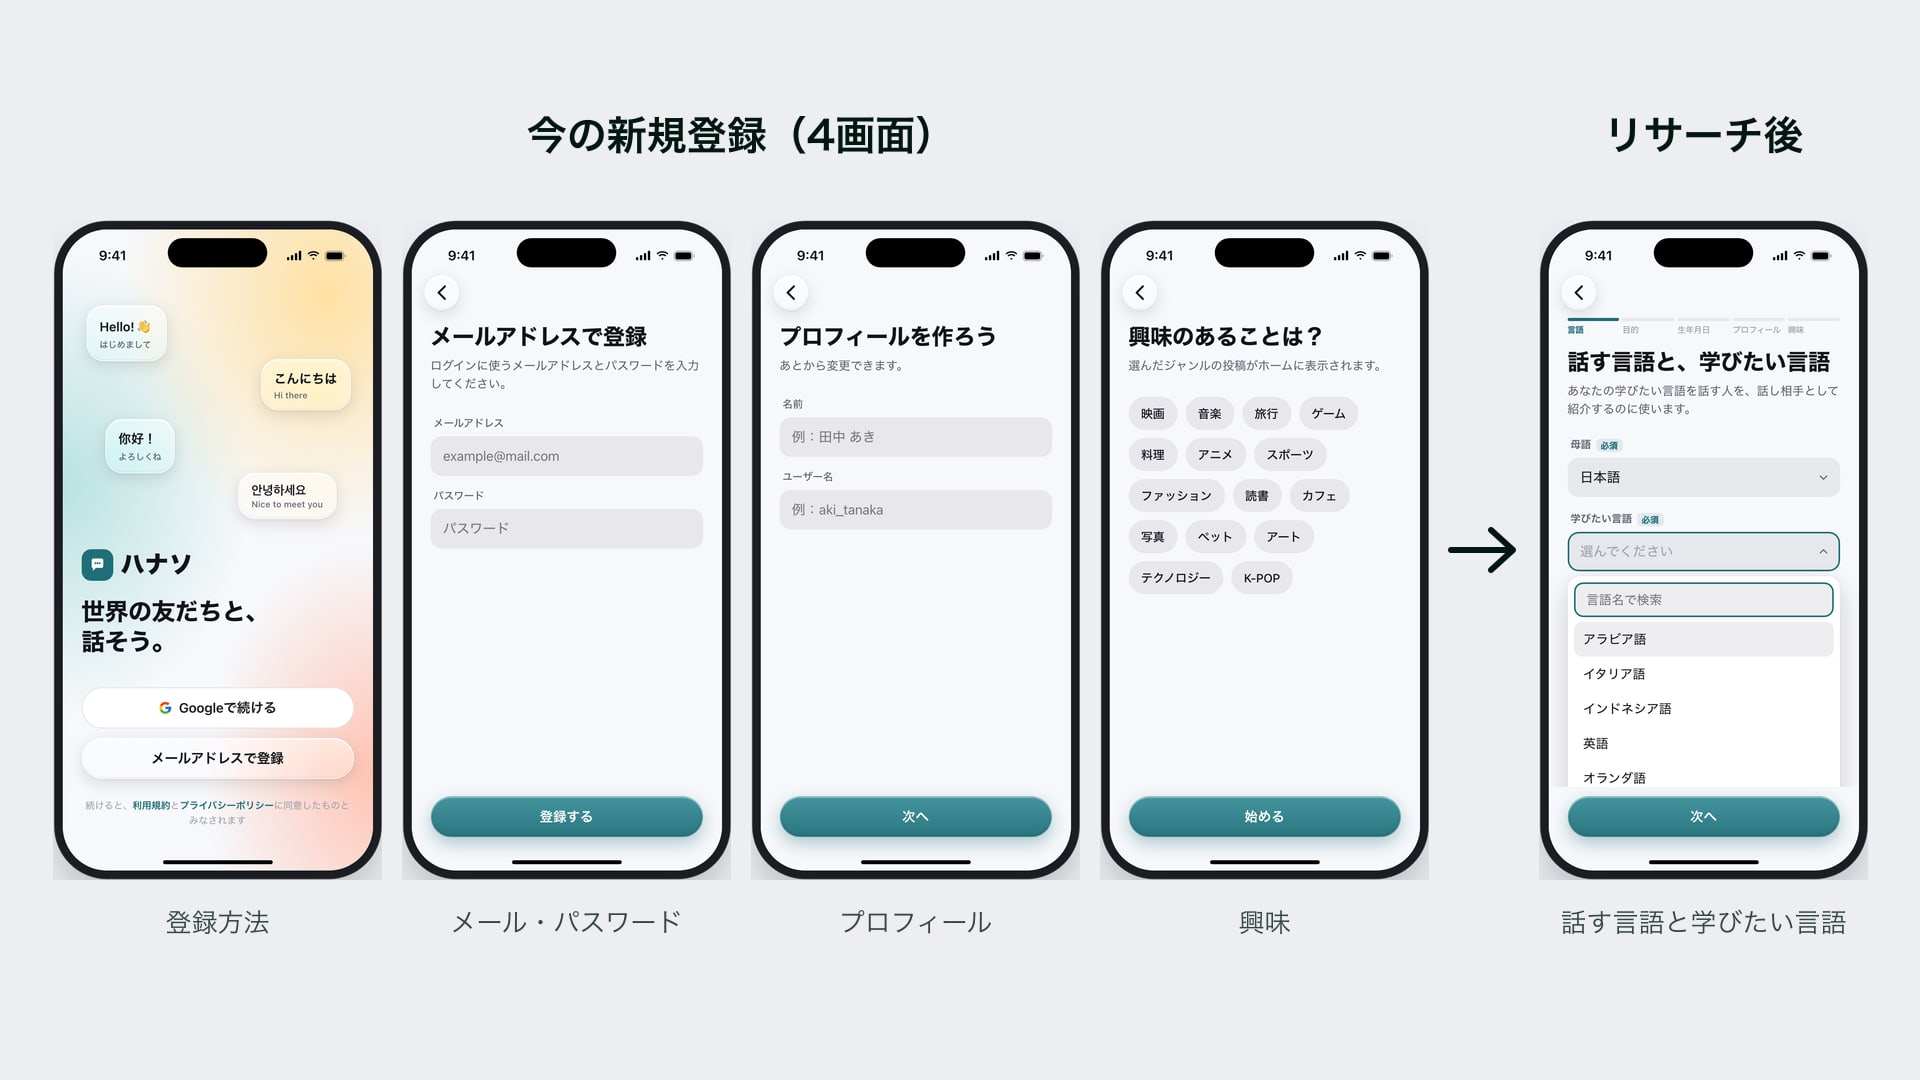 今の新規登録（4画面）
リサーチ後
9:41
Hello! 👋
はじめまして
こんにちは
Hi there
你好！
よろしくね
안녕하세요
Nice to meet you
ハナソ
世界の友だちと、
話そう。
Googleで続ける
メールアドレスで登録
続けると、利用規約とプライバシーポリシーに同意したものと
みなされます
登録方法
9:41
メールアドレスで登録
ログインに使うメールアドレスとパスワードを入力
してください。
メールアドレス
example@mail.com
パスワード
パスワード
登録する
メール・パスワード
9:41
プロフィールを作ろう
あとから変更できます。
名前
例：田中 あき
ユーザー名
例：aki_tanaka
次へ
プロフィール
9:41
興味のあることは？
選んだジャンルの投稿がホームに表示されます。
映画 音楽 旅行 ゲーム
料理 アニメ スポーツ
ファッション 読書 カフェ
写真 ペット アート
テクノロジー K-POP
始める
興味
9:41
言語 目的 生年月日 プロフィール 興味
話す言語と、学びたい言語
あなたの学びたい言語を話す人を、話し相手として
紹介するのに使います。
母語 必須
日本語
学びたい言語 必須
選んでください
言語名で検索
アラビア語
イタリア語
インドネシア語
英語
オランダ語
次へ
話す言語と学びたい言語